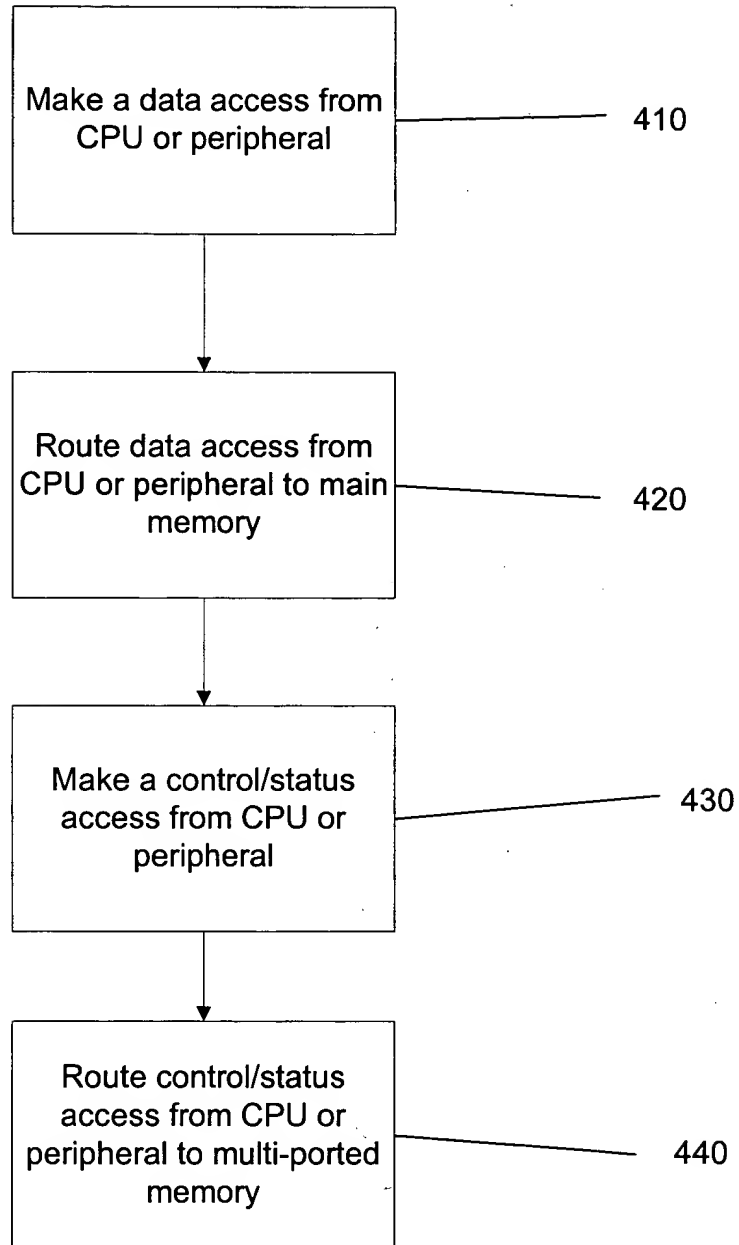 Make a data access from
CPU or peripheral
410
Route data access from
CPU or peripheral to main
memory
420
Make a control/status
access from CPU or
peripheral
430
Route control/status
access from CPU or
peripheral to multi-ported
memory
440